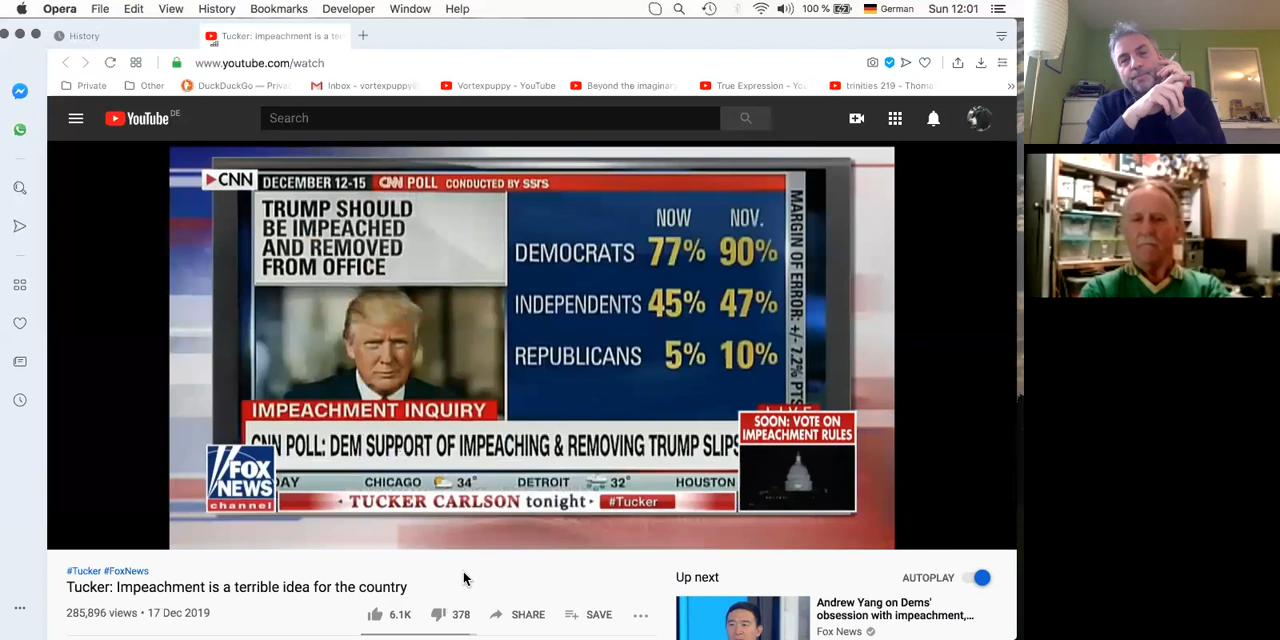 Opera File Edit View History Bookmarks Developer Window Help 100 % German Sun 12:01
History Tucker: impeachment is a
www.youtube.com/watch
Private Other DuckDuckGo — Inbox - vortexpuppy Vortexpuppy - YouTube Beyond the imaginary True Expression - trinities 219 -
YouTube DE Search
CNN DECEMBER 12-15 CNN POLL CONDUCTED BY SSRS
TRUMP SHOULD
BE IMPEACHED
AND REMOVED
FROM OFFICE
NOW NOV.
DEMOCRATS 77% 90%
INDEPENDENTS 45% 47%
REPUBLICANS 5% 10%
MARGIN OF ERROR: +/- 7.2% PTS
IMPEACHMENT INQUIRY
LIVE
CNN POLL: DEM SUPPORT OF IMPEACHING & REMOVING TRUMP SLIPS
SOON: VOTE ON
IMPEACHMENT RULES
CHICAGO 34° DETROIT 32° HOUSTON
FOX
NEWS
channel
TUCKER CARLSON tonight #Tucker
#Tucker #FoxNews
Tucker: Impeachment is a terrible idea for the country
285,896 views • 17 Dec 2019
6.1K 378 SHARE SAVE
Up next AUTOPLAY
Andrew Yang on Dems'
obsession with impeachment,...
Fox News